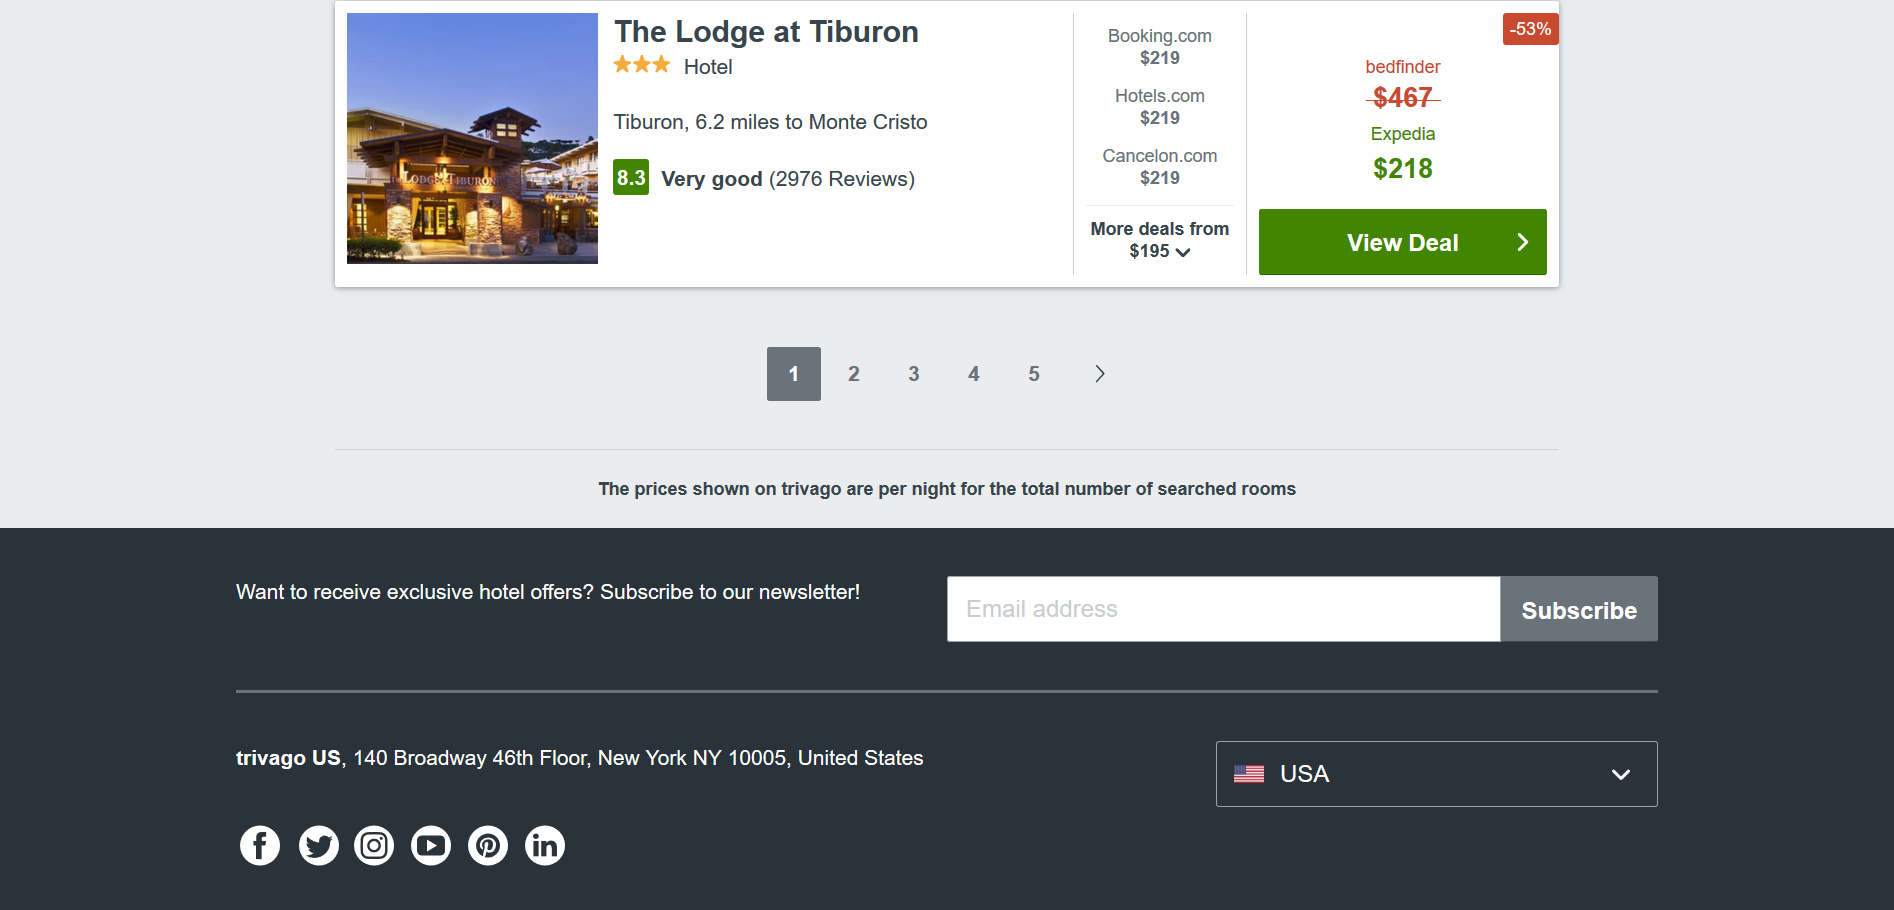 The Lodge at Tiburon
Hotel
Tiburon, 6.2 miles to Monte Cristo
8.3 Very good (2976 Reviews)
THE LODGE AT TIBURON
Booking.com
$219
Hotels.com
$219
Cancelon.com
$219
More deals from
$195
-53%
bedfinder
$467
Expedia
$218
View Deal
1 2 3 4 5
The prices shown on trivago are per night for the total number of searched rooms
Want to receive exclusive hotel offers? Subscribe to our newsletter!
Email address
Subscribe
trivago US, 140 Broadway 46th Floor, New York NY 10005, United States
USA